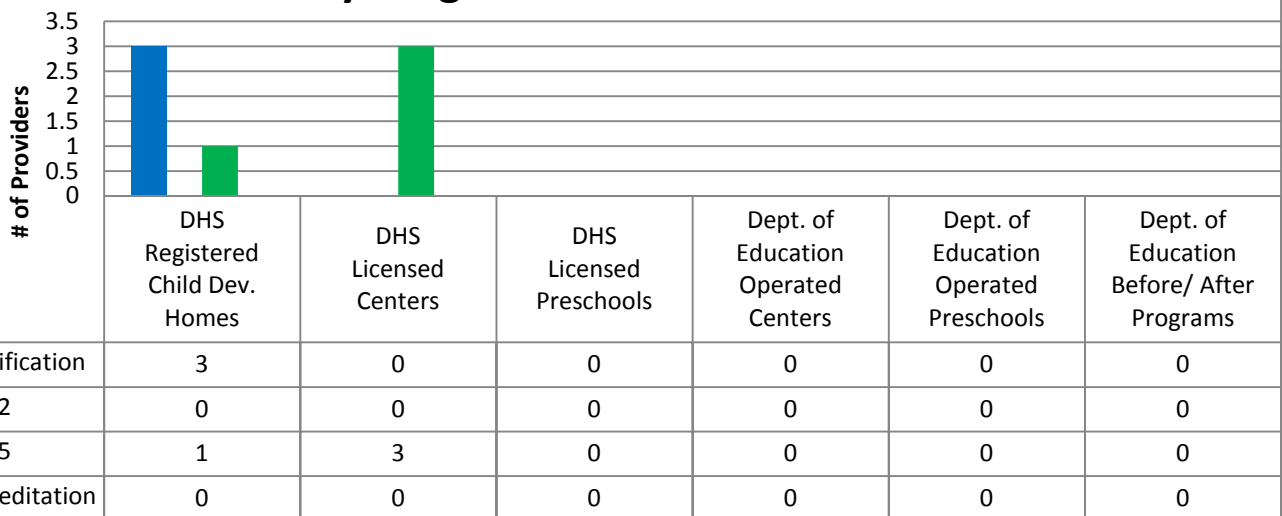 3.5
3
2.5
2
1.5
1
0.5
0
# of Providers
DHS
Registered
Child Dev.
Homes
DHS
Licensed
Centers
DHS
Licensed
Preschools
Dept. of
Education
Operated
Centers
Dept. of
Education
Operated
Preschools
Dept. of
Education
Before/ After
Programs
ification 3 0 0 0 0 0
2 0 0 0 0 0 0
5 1 3 0 0 0 0
editation 0 0 0 0 0 0